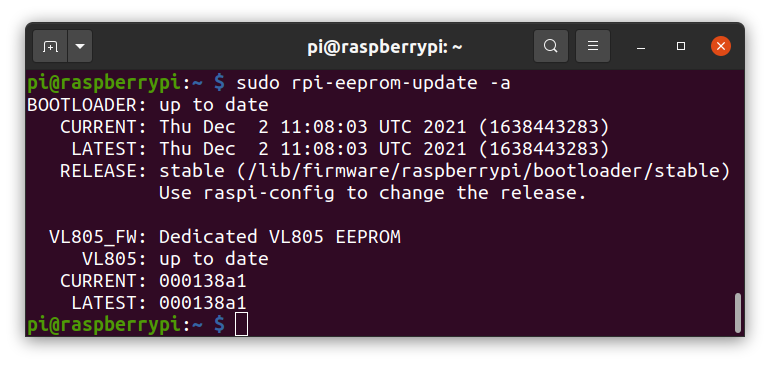 pi@raspberrypi: ~
pi@raspberrypi:~ $ sudo rpi-eeprom-update -a
BOOTLOADER: up to date
   CURRENT: Thu Dec  2 11:08:03 UTC 2021 (1638443283)
    LATEST: Thu Dec  2 11:08:03 UTC 2021 (1638443283)
   RELEASE: stable (/lib/firmware/raspberrypi/bootloader/stable)
            Use raspi-config to change the release.

  VL805_FW: Dedicated VL805 EEPROM
     VL805: up to date
   CURRENT: 000138a1
    LATEST: 000138a1
pi@raspberrypi:~ $